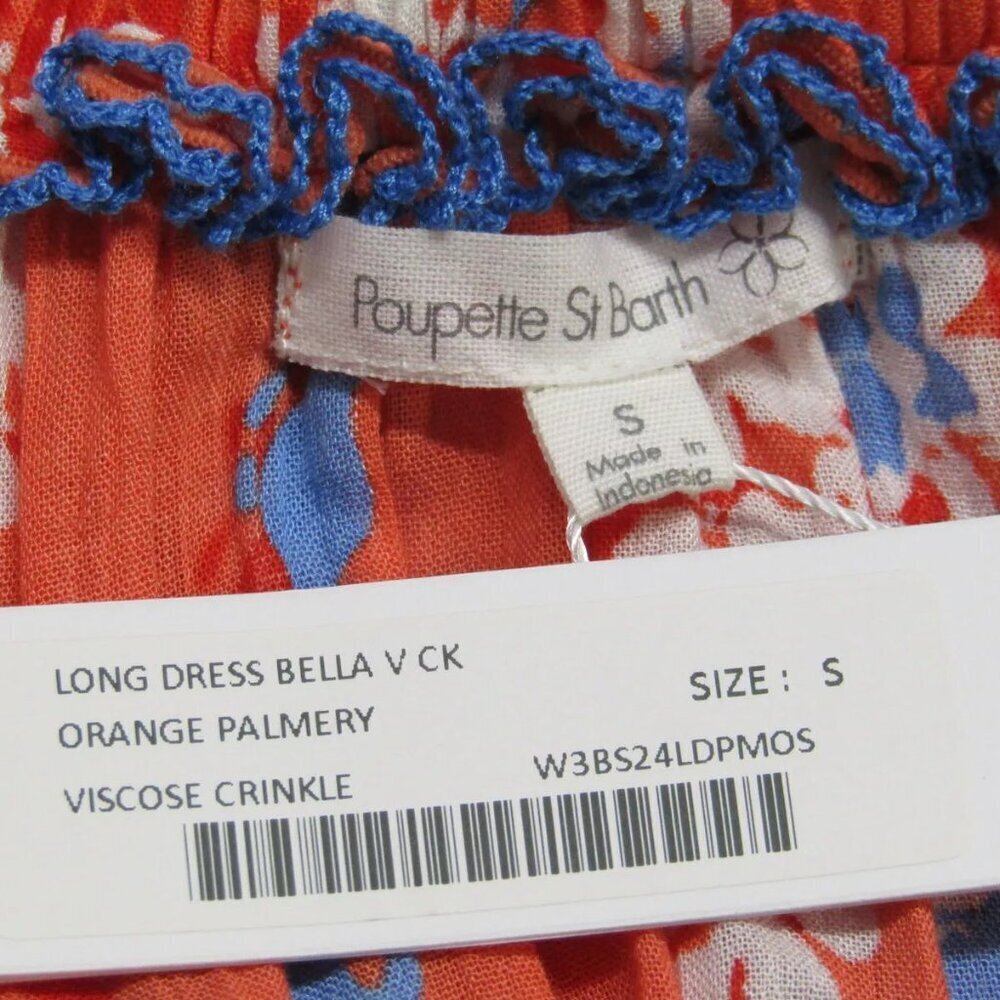 Poupette St Barth
S
Made in
Indonesia
LONG DRESS BELLA V CK
SIZE : S
ORANGE PALMERY
W3BS24LDPMOS
VISCOSE CRINKLE